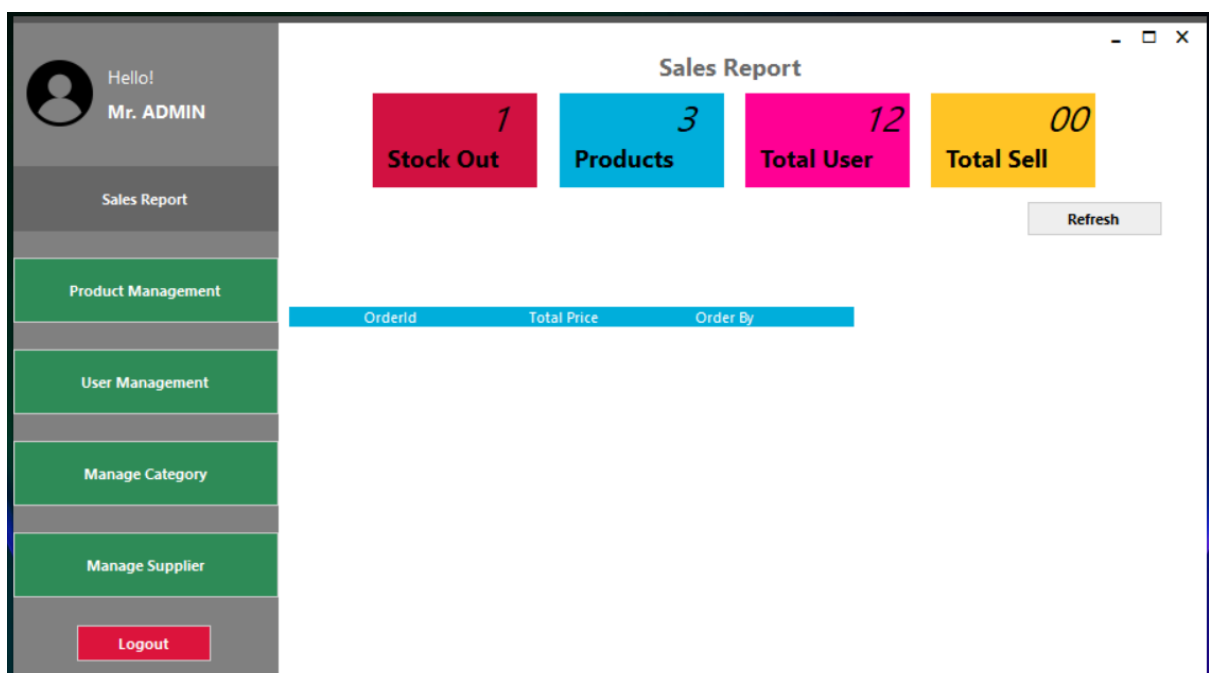 Hello!
Mr. ADMIN
Sales Report
Product Management
User Management
Manage Category
Manage Supplier
Logout
Sales Report
1
Stock Out
3
Products
12
Total User
00
Total Sell
Refresh
OrderId Total Price Order By